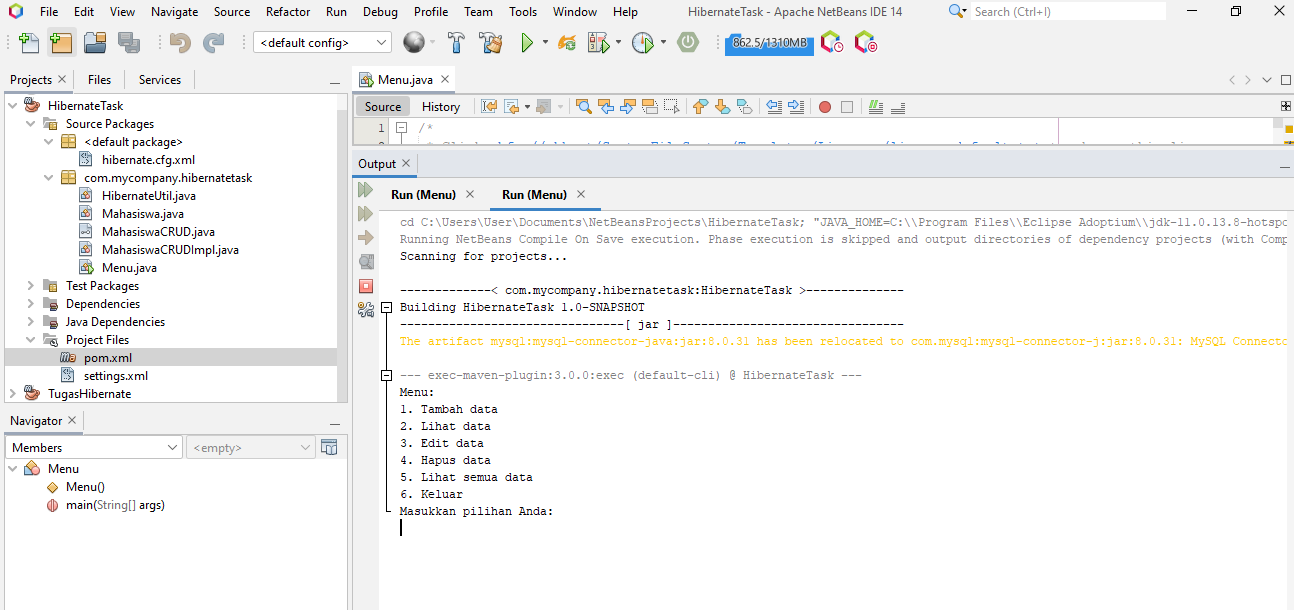 File Edit View Navigate Source Refactor Run Debug Profile Team Tools Window Help HibernateTask - Apache NetBeans IDE 14 Search (Ctrl+I)
<default config> 862.5/1310MB
Projects Files Services
HibernateTask
Source Packages
<default package>
hibernate.cfg.xml
com.mycompany.hibernatetask
HibernateUtil.java
Mahasiswa.java
MahasiswaCRUD.java
MahasiswaCRUDImpl.java
Menu.java
Test Packages
Dependencies
Java Dependencies
Project Files
pom.xml
settings.xml
TugasHibernate
Navigator
Members <empty>
Menu
Menu()
main(String[] args)
Menu.java
Source History
1 /*
Output
Run (Menu) Run (Menu)
cd C:\Users\User\Documents\NetBeansProjects\HibernateTask; "JAVA_HOME=C:\\Program Files\\Eclipse Adoptium\\jdk-11.0.13.8-hotspo
Running NetBeans Compile On Save execution. Phase execution is skipped and output directories of dependency projects (with Comp
Scanning for projects...
-------------< com.mycompany.hibernatetask:HibernateTask >--------------
Building HibernateTask 1.0-SNAPSHOT
--------------------------------[ jar ]---------------------------------
The artifact mysql:mysql-connector-java:jar:8.0.31 has been relocated to com.mysql:mysql-connector-j:jar:8.0.31: MySQL Connecto
--- exec-maven-plugin:3.0.0:exec (default-cli) @ HibernateTask ---
Menu:
1. Tambah data
2. Lihat data
3. Edit data
4. Hapus data
5. Lihat semua data
6. Keluar
Masukkan pilihan Anda: